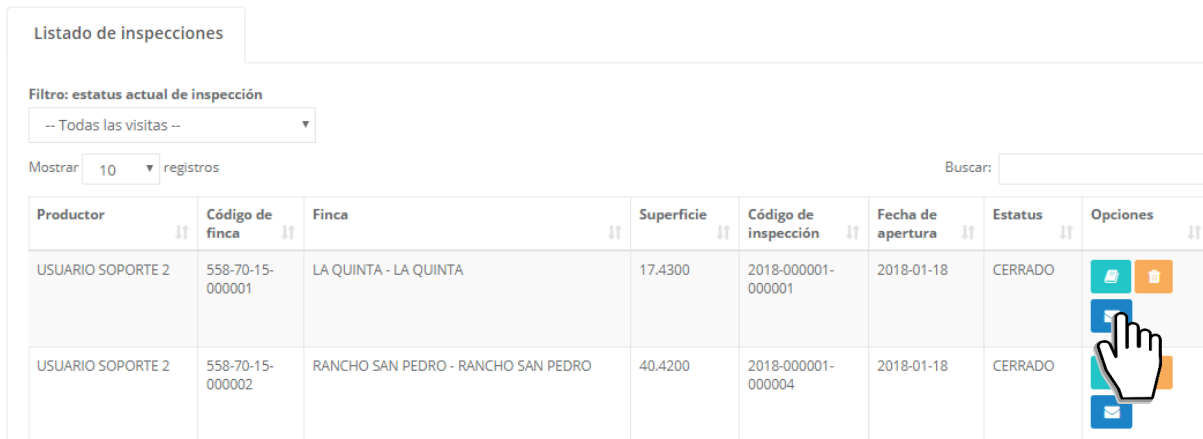 Listado de inspecciones
Filtro: estatus actual de inspección
-- Todas las visitas --
Mostrar 10 registros
Buscar:
Productor Código de finca Finca Superficie Código de inspección Fecha de apertura Estatus Opciones
USUARIO SOPORTE 2 558-70-15-000001 LA QUINTA - LA QUINTA 17.4300 2018-000001-000001 2018-01-18 CERRADO
USUARIO SOPORTE 2 558-70-15-000002 RANCHO SAN PEDRO - RANCHO SAN PEDRO 40.4200 2018-000001-000004 2018-01-18 CERRADO